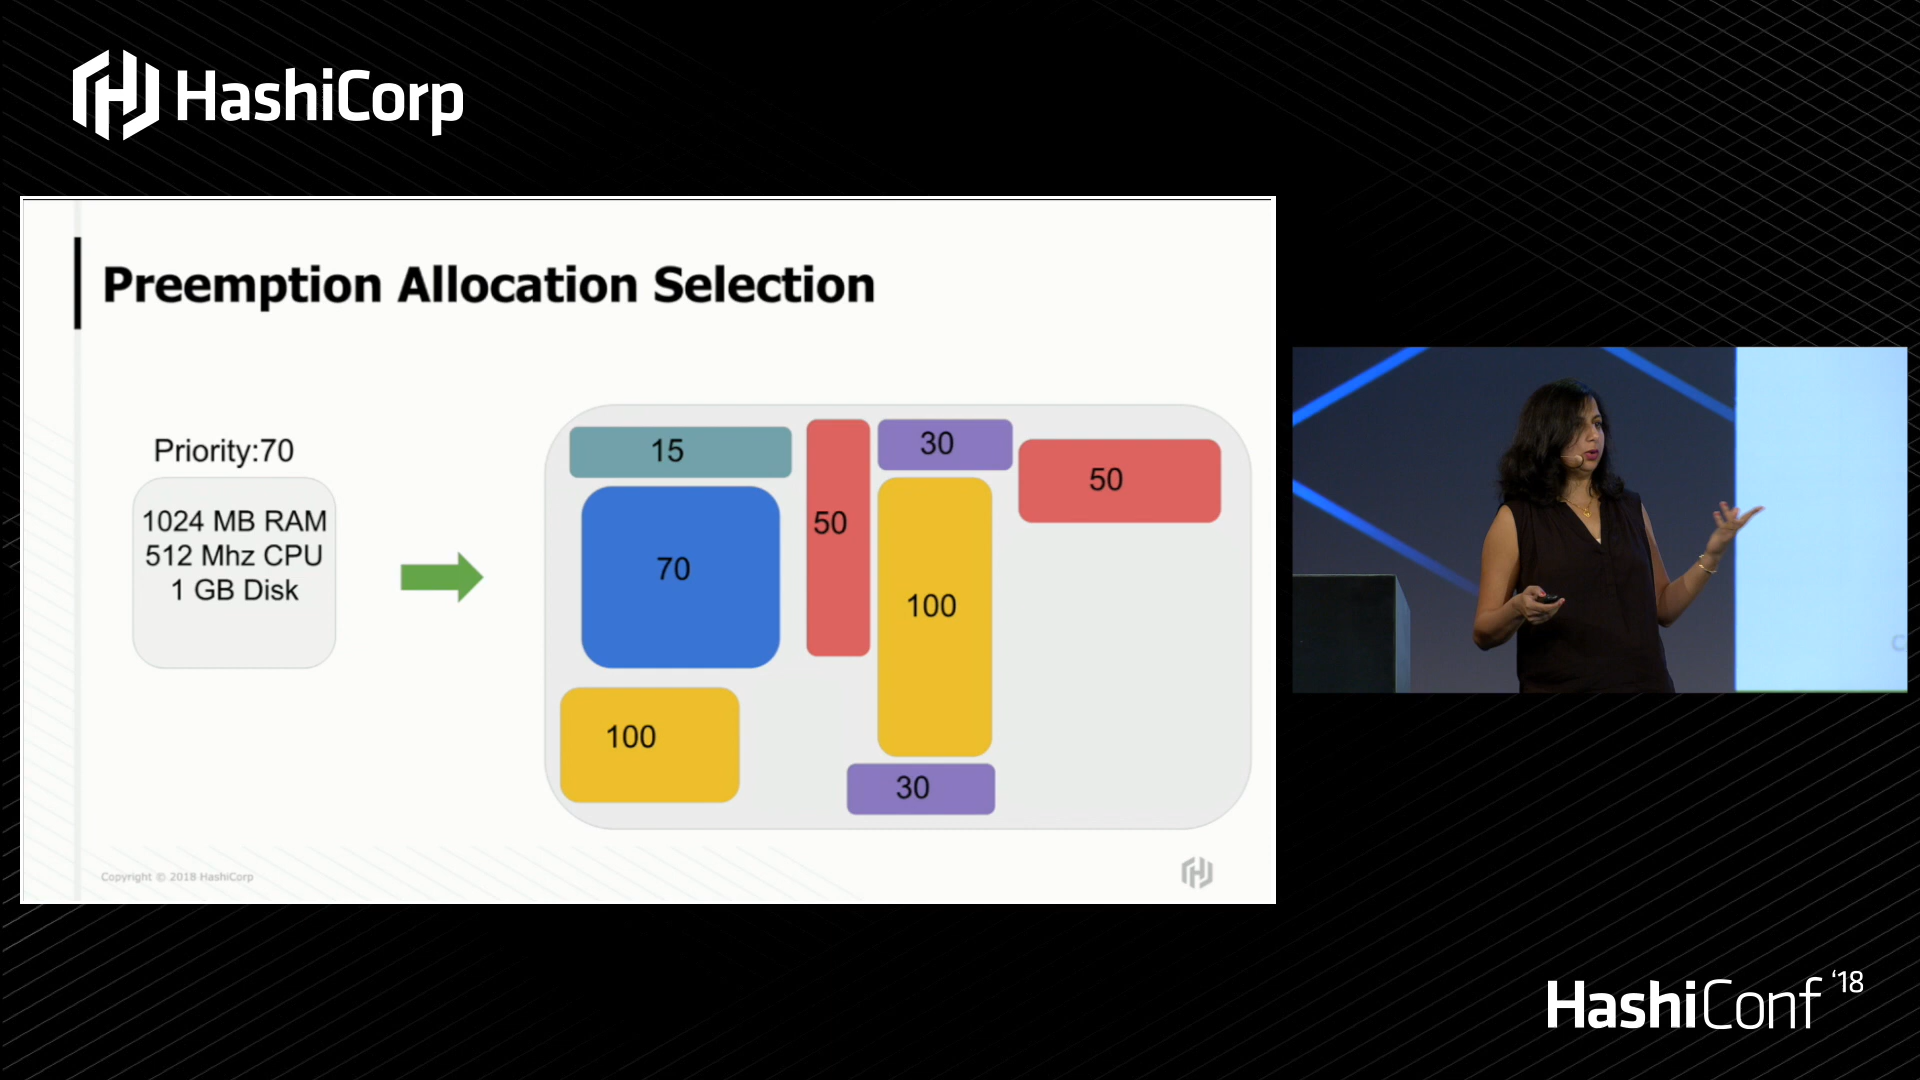 HashiCorp
Preemption Allocation Selection
Priority:70
1024 MB RAM
512 Mhz CPU
1 GB Disk
15
50
30
50
70
100
100
30
Copyright © 2018 HashiCorp
HashiConf '18